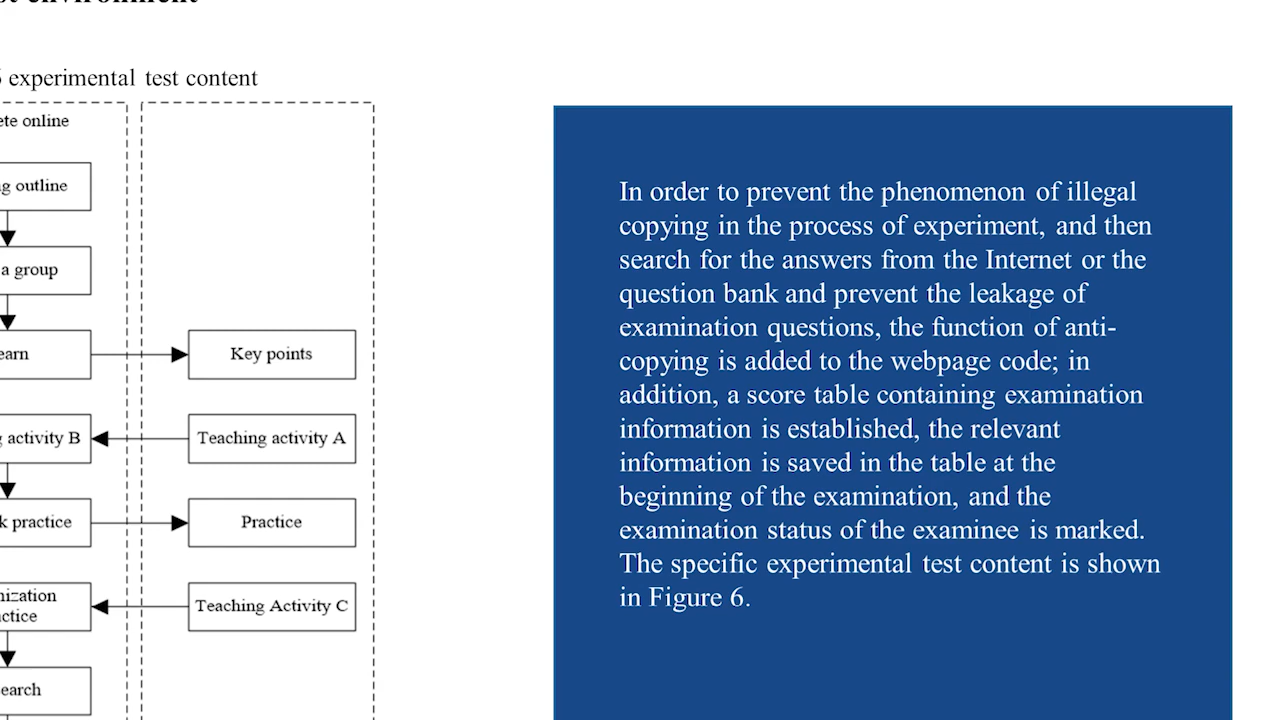 environment
experimental test content
online
outline
a group
Key points
activity B
Teaching activity A
practice
Practice
Teaching Activity C
In order to prevent the phenomenon of illegal
copying in the process of experiment, and then
search for the answers from the Internet or the
question bank and prevent the leakage of
examination questions, the function of anti-
copying is added to the webpage code; in
addition, a score table containing examination
information is established, the relevant
information is saved in the table at the
beginning of the examination, and the
examination status of the examinee is marked.
The specific experimental test content is shown
in Figure 6.